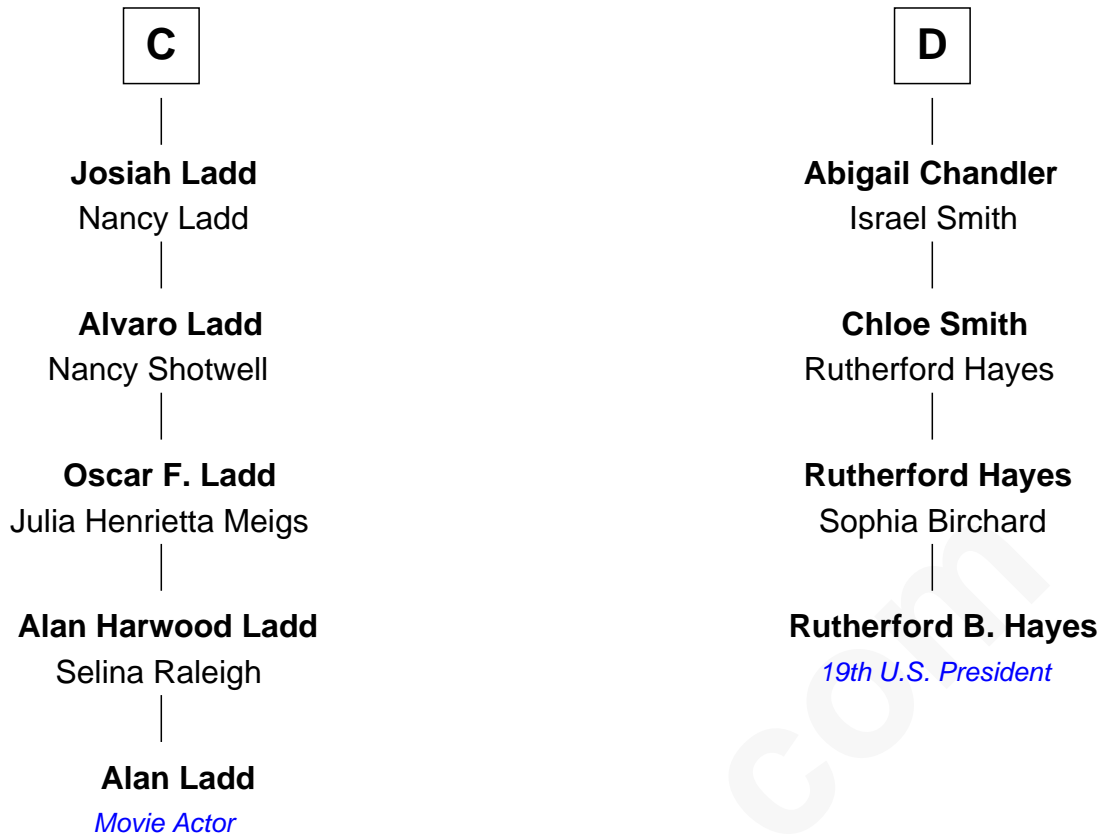 C
Josiah Ladd
Nancy Ladd
Alvaro Ladd
Nancy Shotwell
Oscar F. Ladd
Julia Henrietta Meigs
Alan Harwood Ladd
Selina Raleigh
Alan Ladd
Movie Actor
D
Abigail Chandler
Israel Smith
Chloe Smith
Rutherford Hayes
Rutherford Hayes
Sophia Birchard
Rutherford B. Hayes
19th U.S. President
com